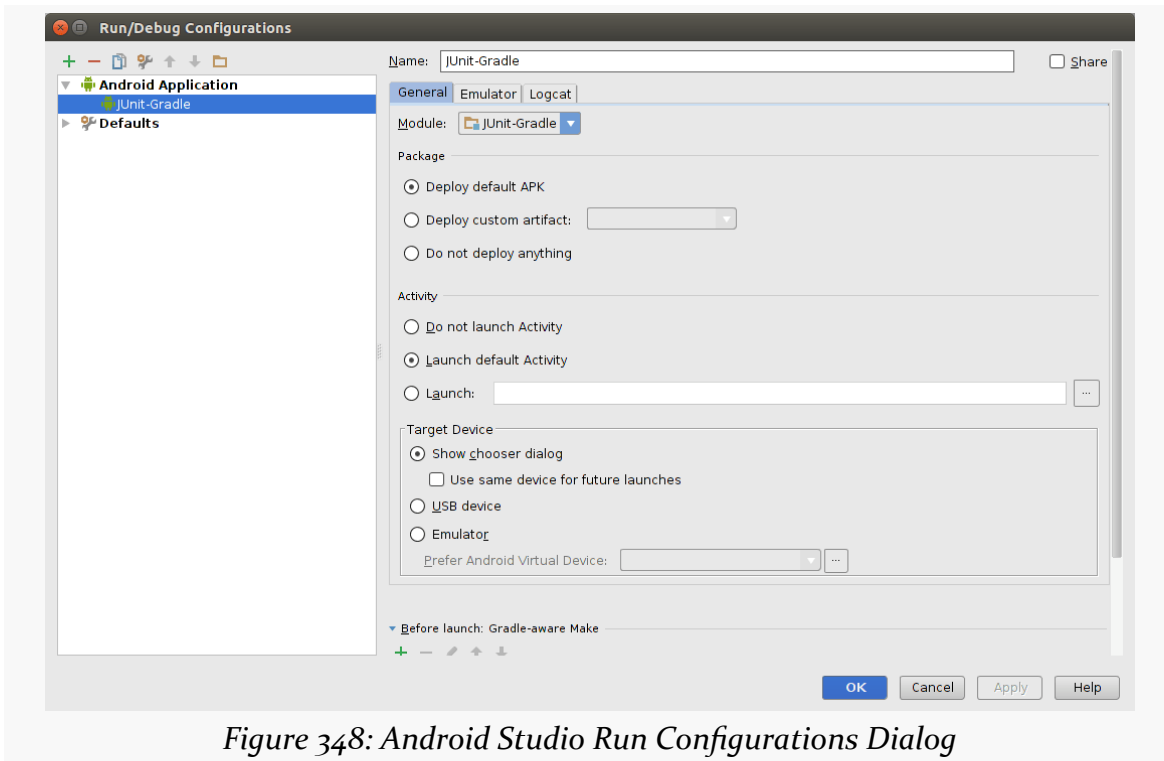 Run/Debug Configurations
Name: JUnit-Gradle
Share
Android Application
JUnit-Gradle
Defaults
General Emulator Logcat
Module: JUnit-Gradle
Package
Deploy default APK
Deploy custom artifact:
Do not deploy anything
Activity
Do not launch Activity
Launch default Activity
Launch: ...
Target Device
Show chooser dialog
Use same device for future launches
USB device
Emulator
Prefer Android Virtual Device: ...
Before launch: Gradle-aware Make
OK Cancel Apply Help
Figure 348: Android Studio Run Configurations Dialog